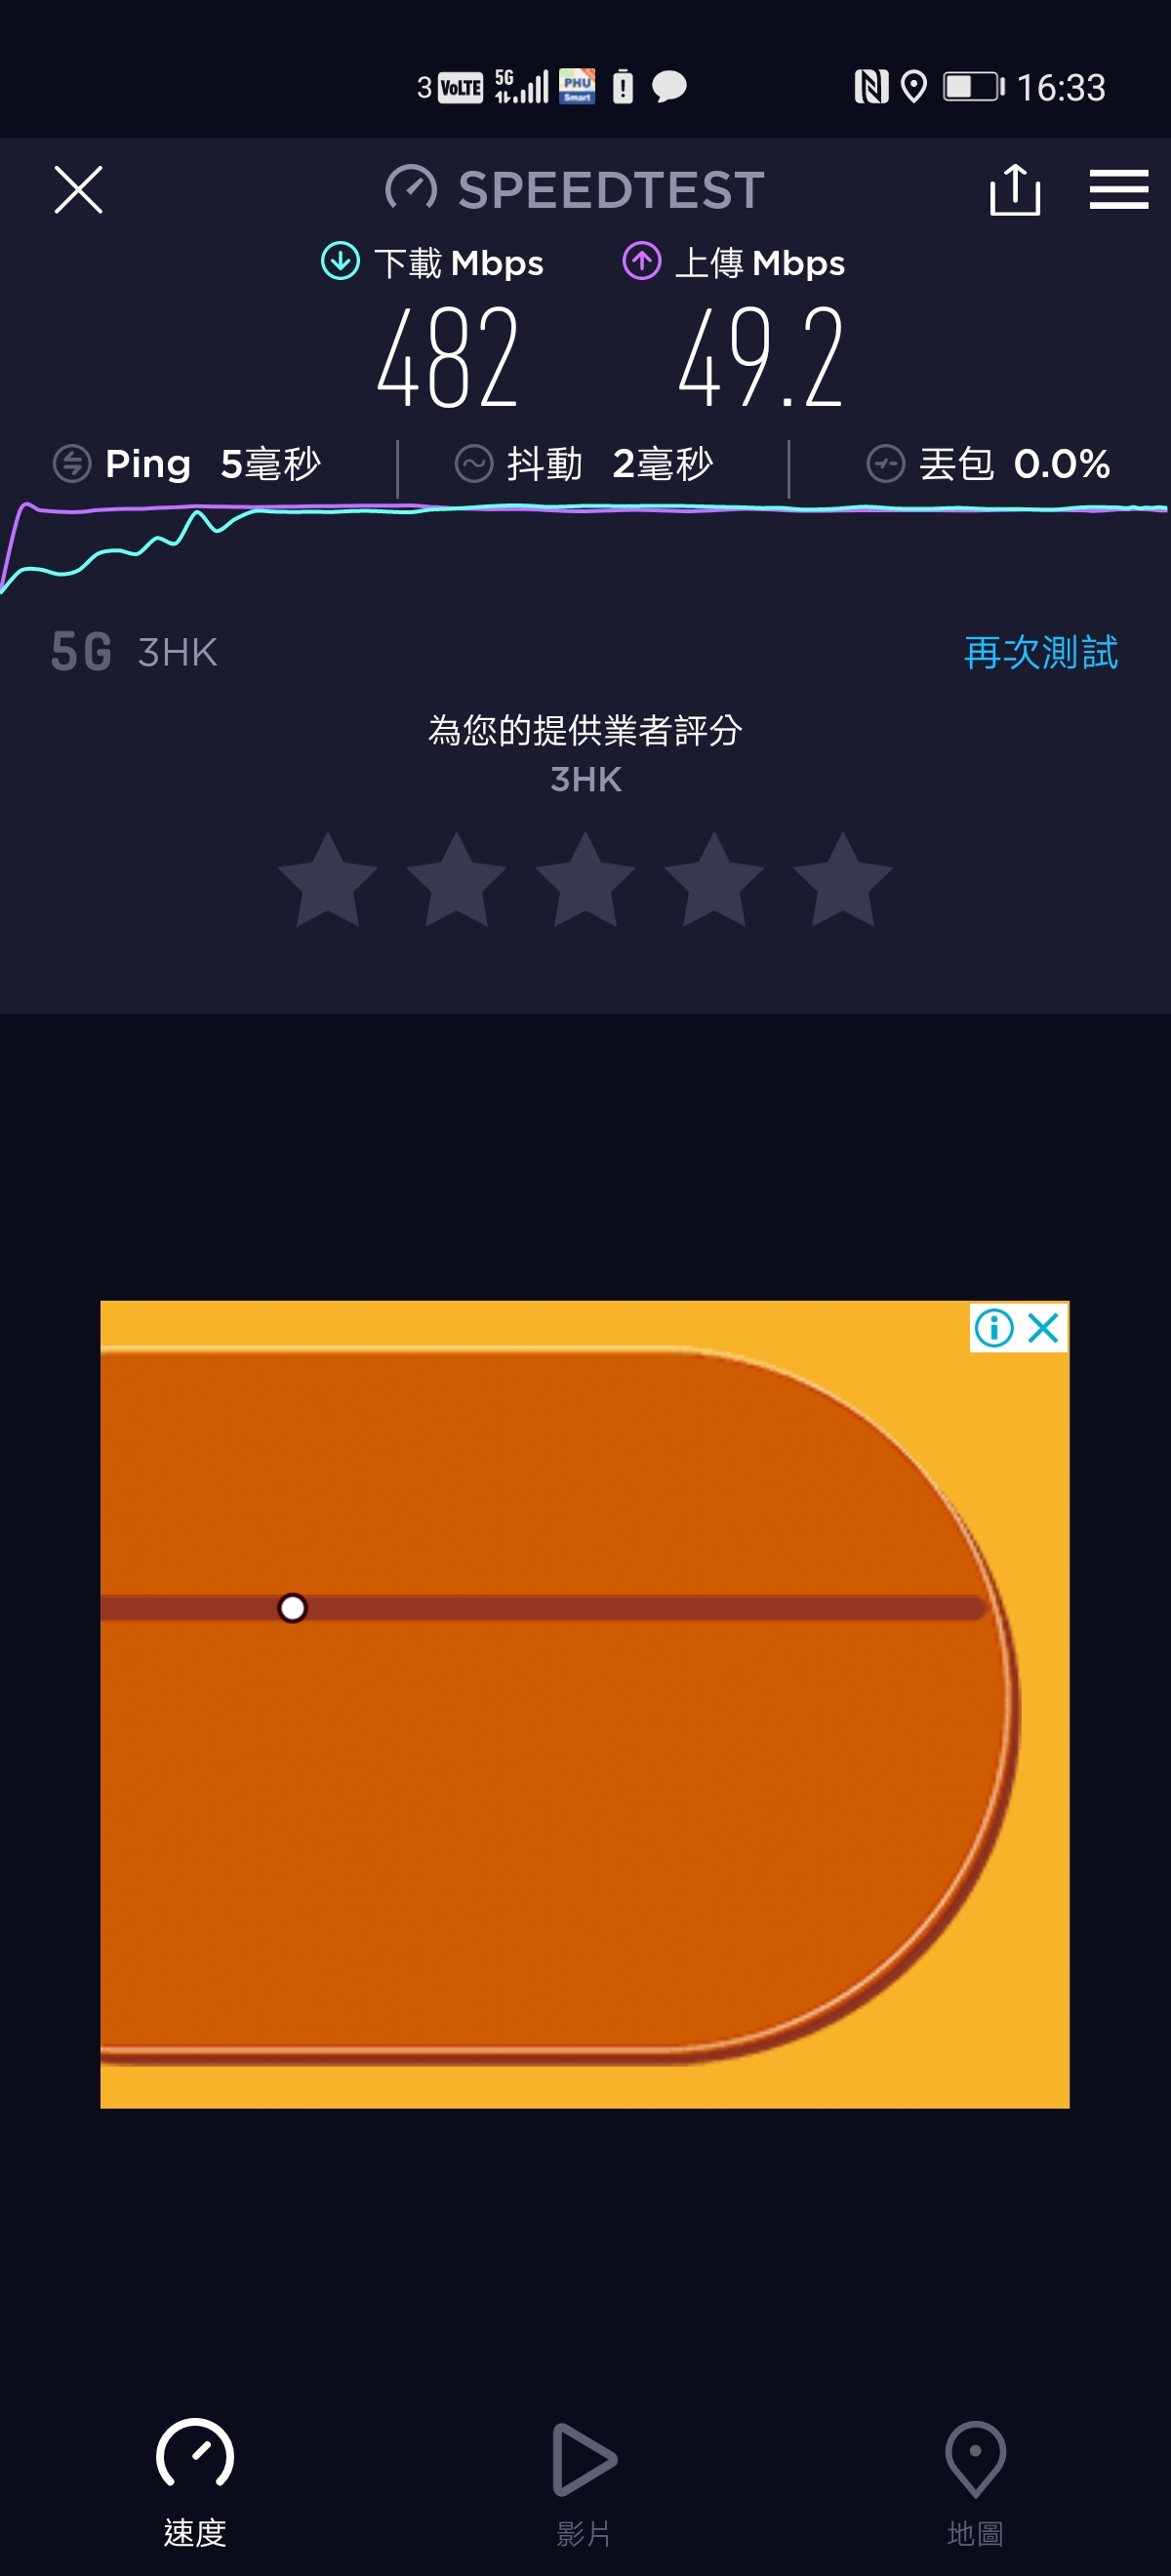 3 VoLTE 5G PHU Smart 16:33
SPEEDTEST
下載 Mbps 上傳 Mbps
482 49.2
Ping 5毫秒 抖動 2毫秒 丟包 0.0%
5G 3HK 再次測試
為您的提供業者評分
3HK
速度 影片 地圖